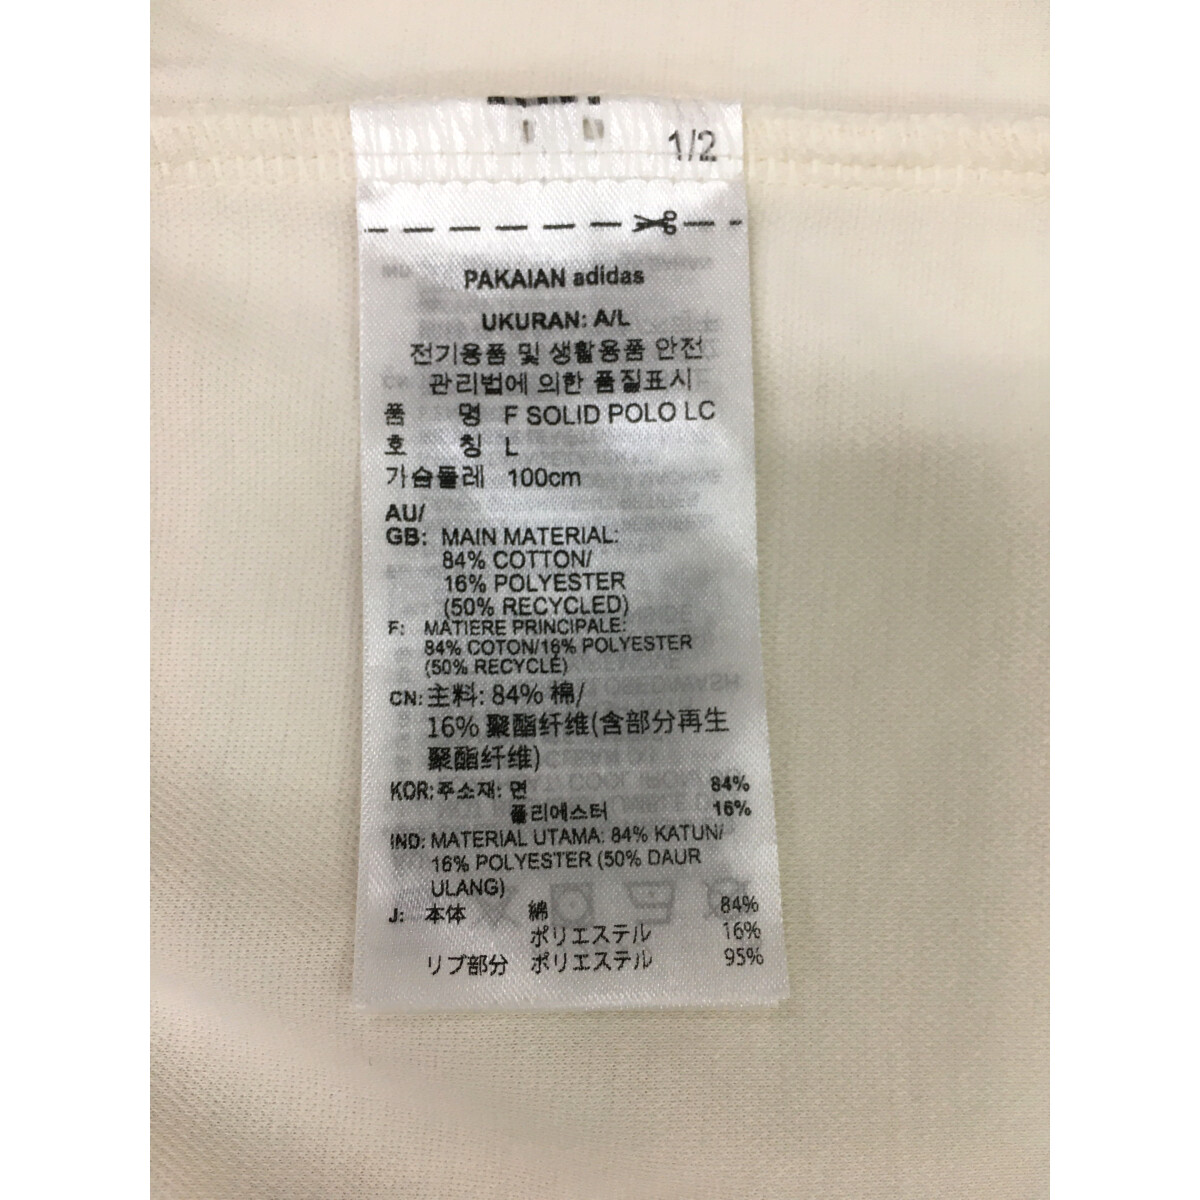 1/2
PAKAIAN adidas
UKURAN: A/L
전기용품 및 생활용품 안전
관리법에 의한 품질표시
품 명 F SOLID POLO LC
호 칭 L
가슴둘레 100cm
AU/
GB: MAIN MATERIAL:
84% COTTON/
16% POLYESTER
(50% RECYCLED)
F: MATIERE PRINCIPALE:
84% COTON/16% POLYESTER
(50% RECYCLÉ)
CN: 主料: 84% 棉/
16% 聚酯纤维(含部分再生
聚酯纤维)
KOR: 주소재: 면 84%
폴리에스터 16%
IND: MATERIAL UTAMA: 84% KATUN/
16% POLYESTER (50% DAUR
ULANG)
J: 本体 綿 84%
ポリエステル 16%
リブ部分 ポリエステル 95%